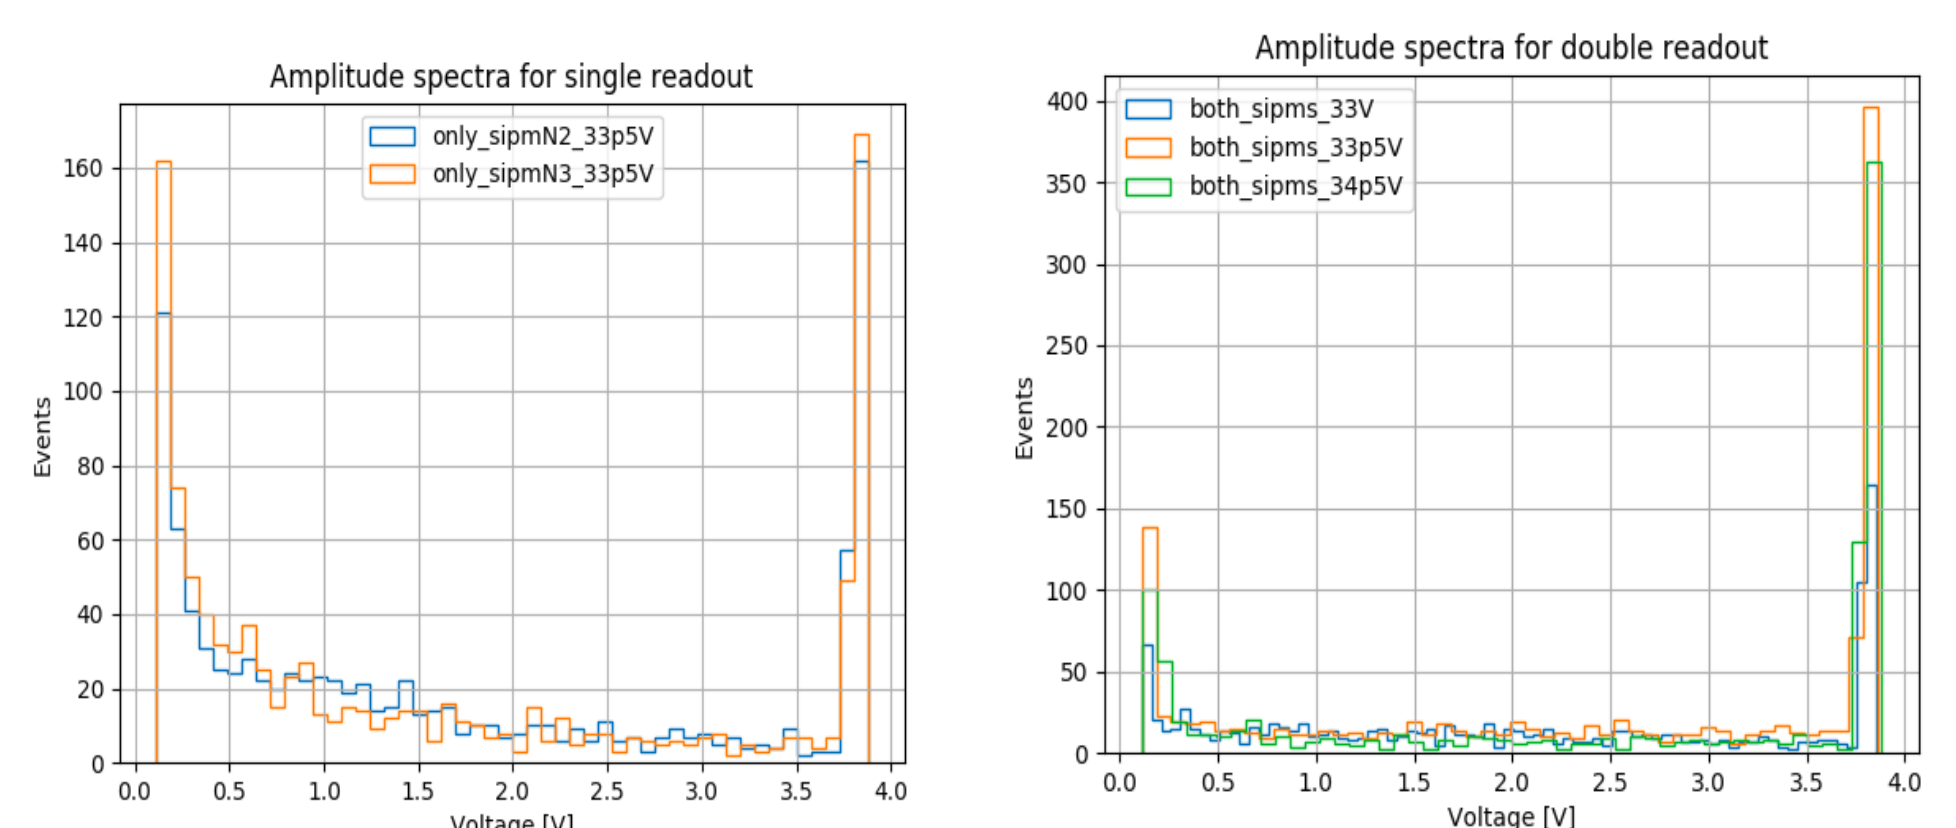 Amplitude spectra for single readout
only_sipmN2_33p5V
only_sipmN3_33p5V
160
140
120
100
80
60
40
20
0
Events
0.0 0.5 1.0 1.5 2.0 2.5 3.0 3.5 4.0
Voltage [V]
Amplitude spectra for double readout
both_sipms_33V
both_sipms_33p5V
both_sipms_34p5V
400
350
300
250
200
150
100
50
0
Events
0.0 0.5 1.0 1.5 2.0 2.5 3.0 3.5 4.0
Voltage [V]